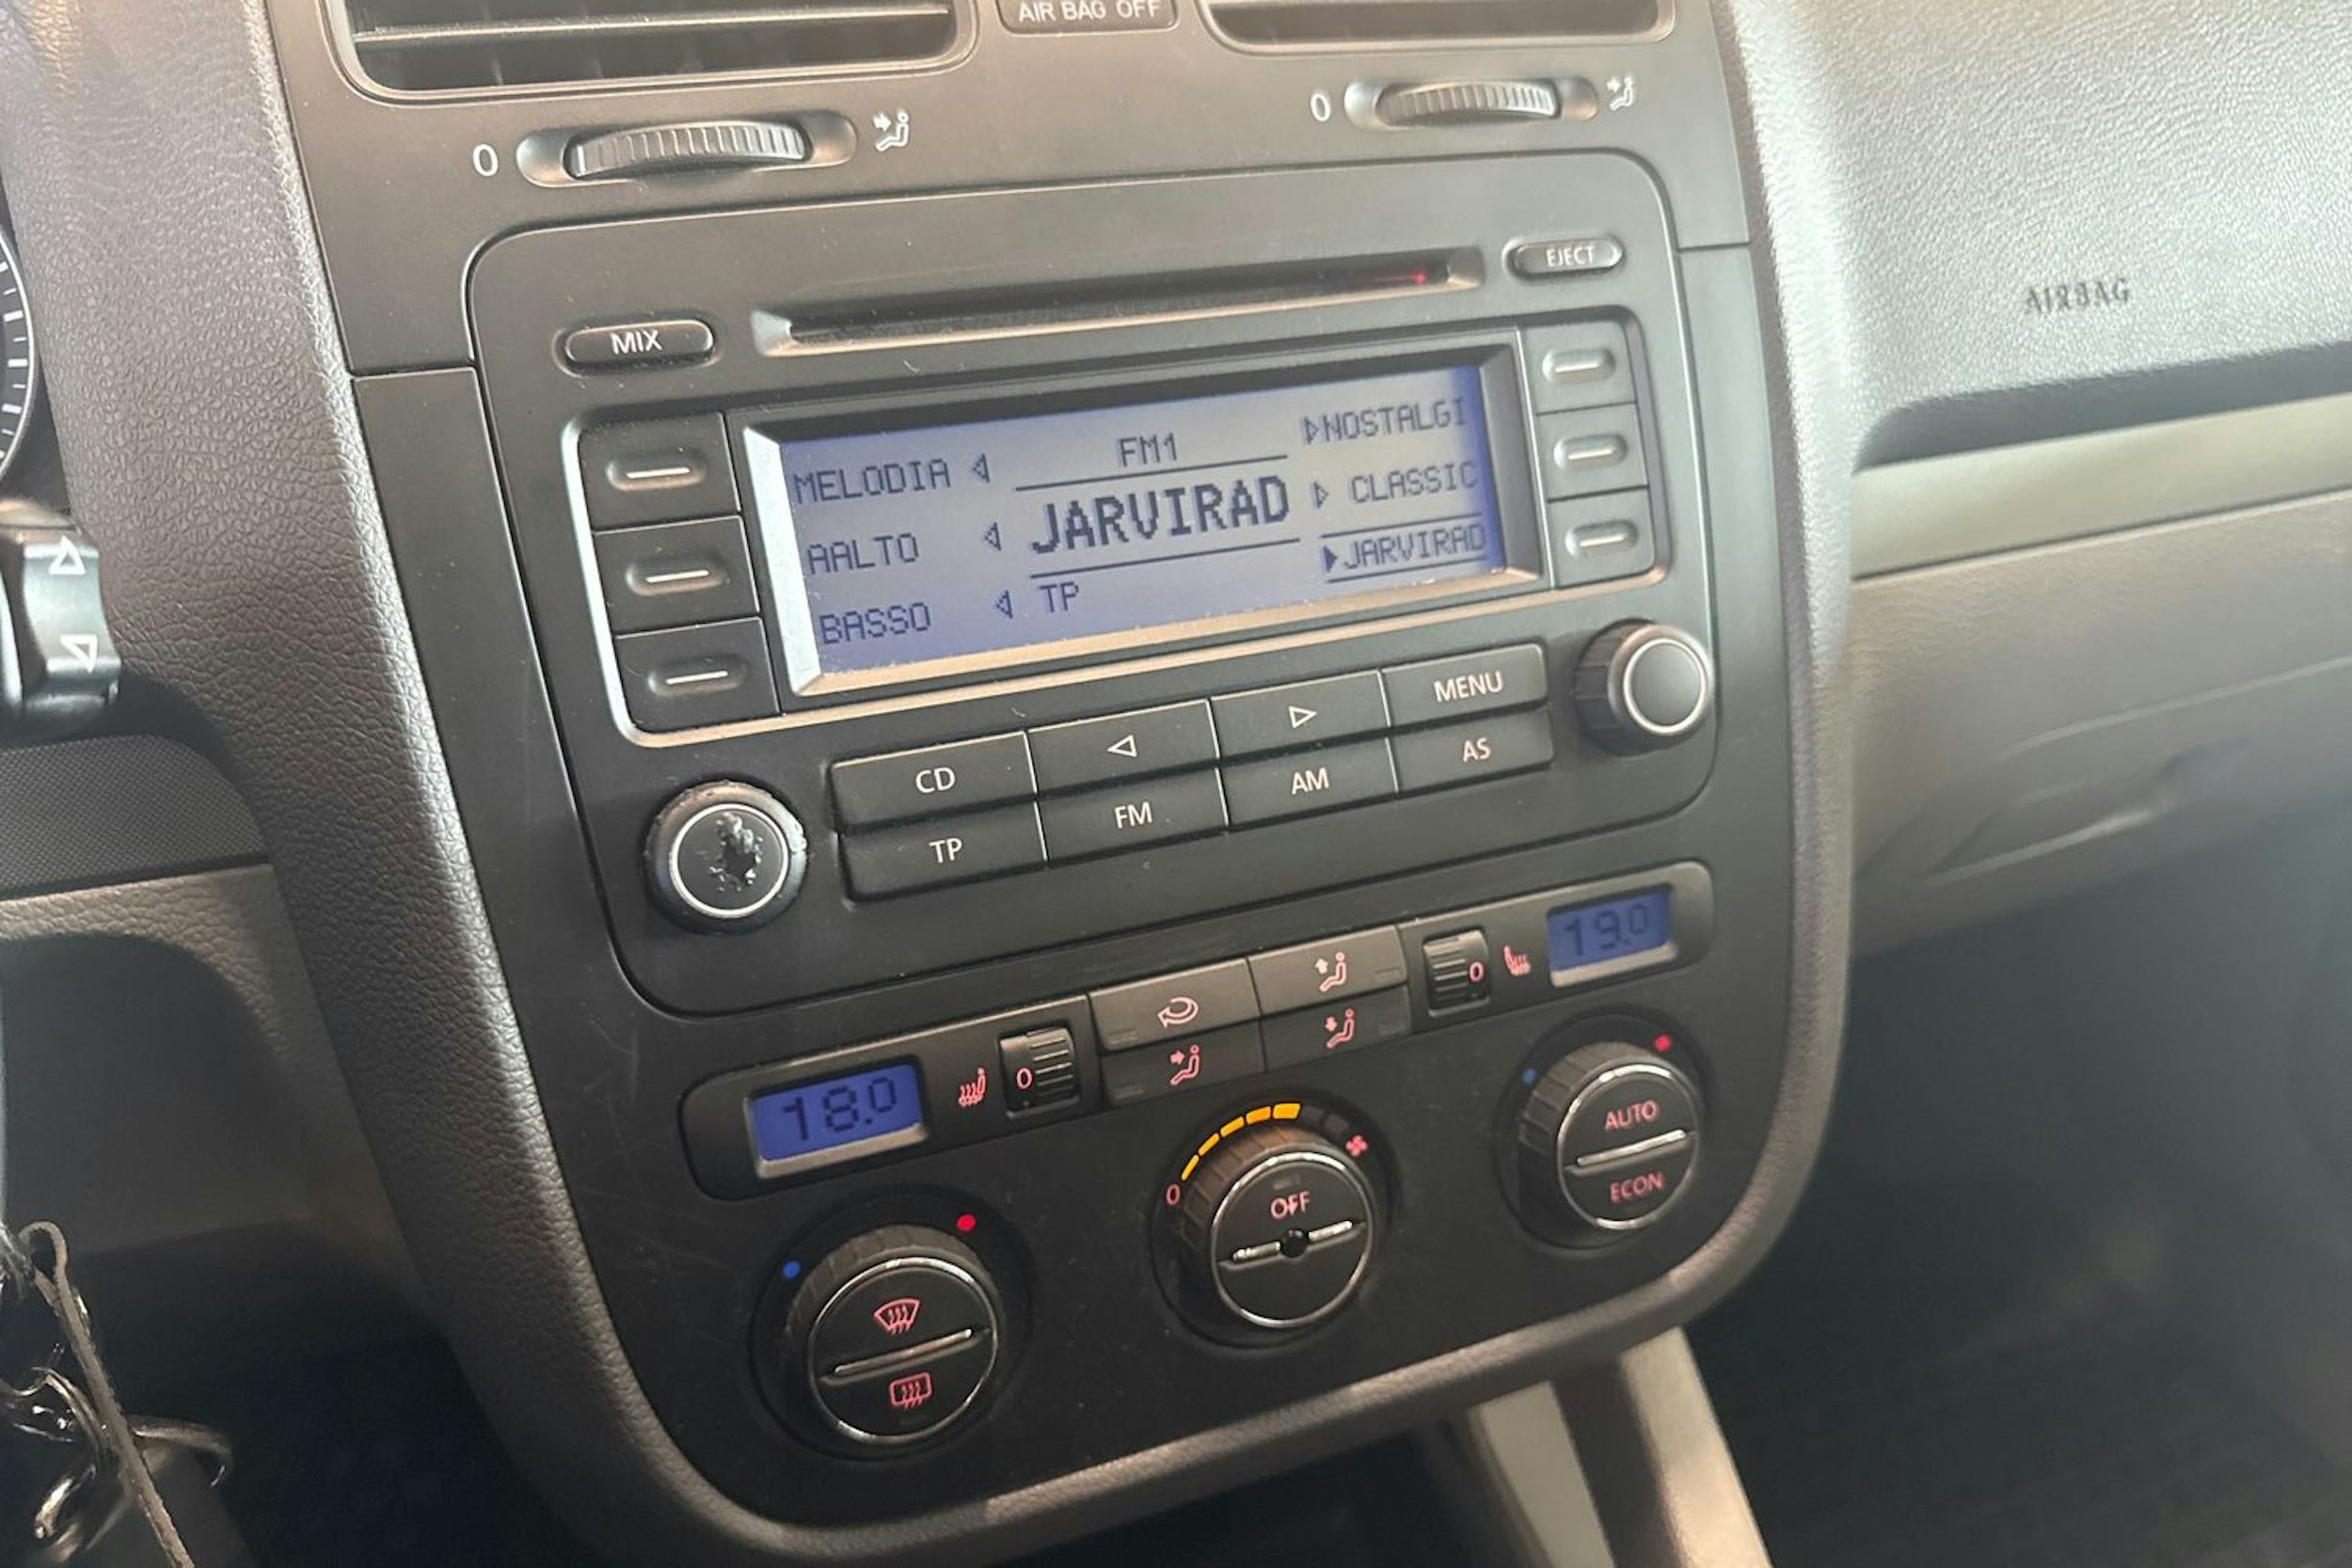 AIR BAG OFF
0
0
EJECT
MIX
AIRBAG
MELODIA
FM1
NOSTALGI
AALTO
JARVIRAD
CLASSIC
BASSO
TP
JARVIRAD
MENU
CD
AS
TP
FM
AM
19.0
0
18.0
0
0
OFF
AUTO
ECON